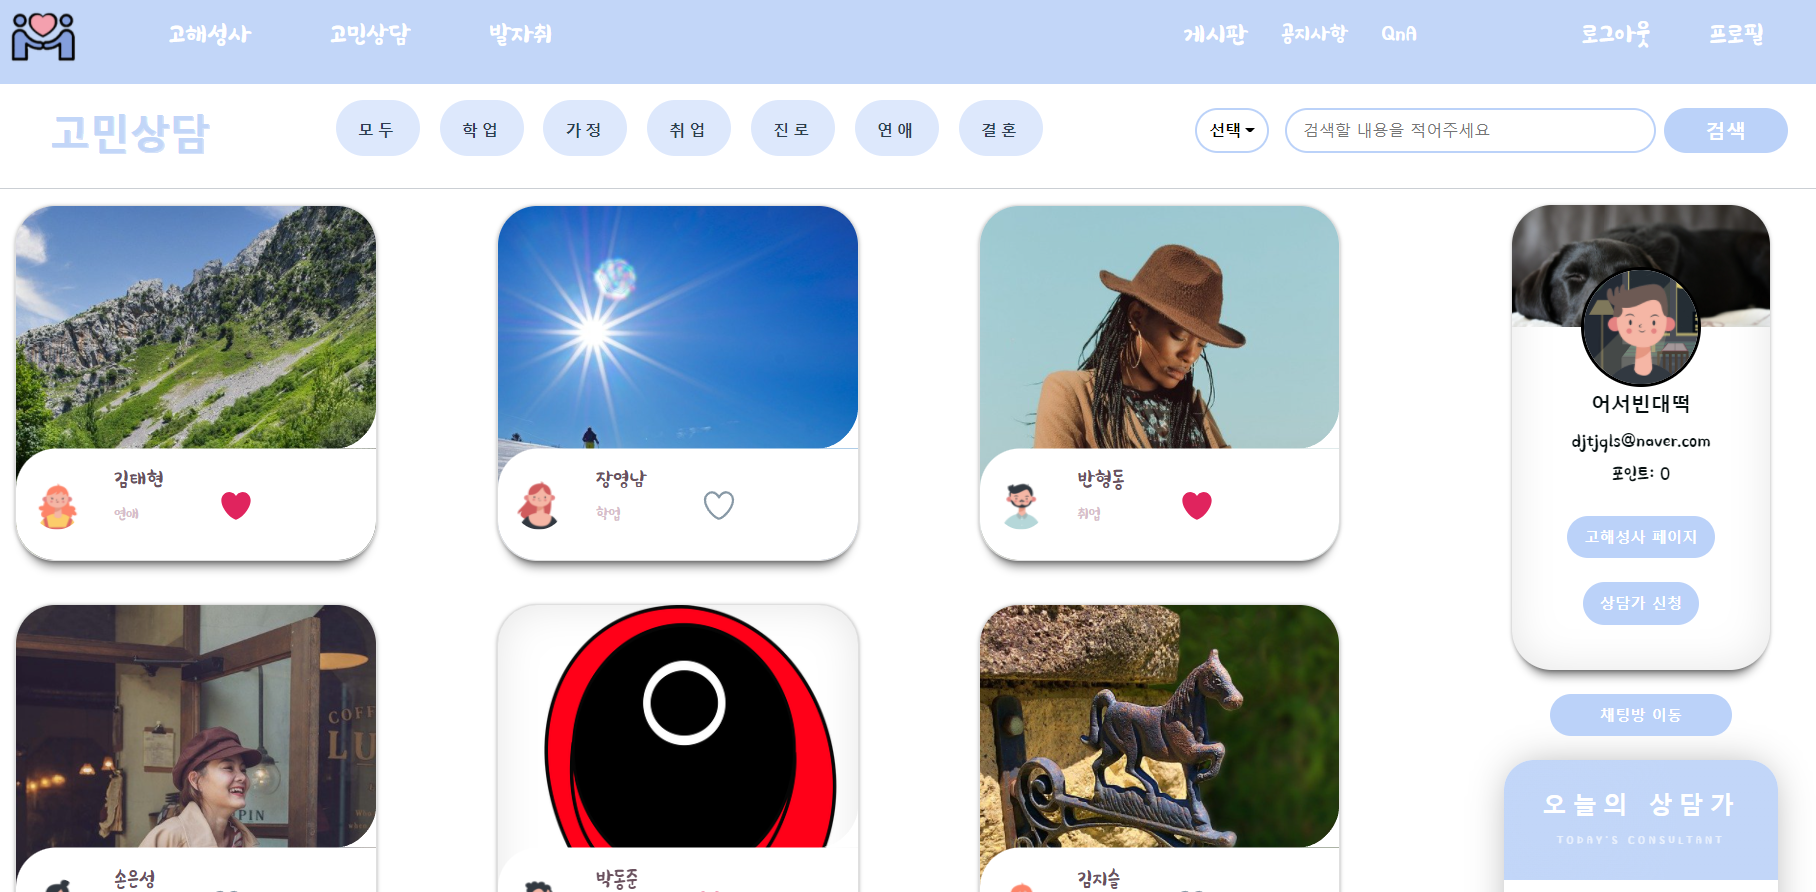 고해성사 고민상담 발자취 게시판 공지사항 QnA 로그아웃 프로필
고민상담 모두 학업 가정 취업 진로 연애 결혼 선택 검색할 내용을 적어주세요 검색
김태현
연애
장영남
학업
반형동
취업
어서빈대떡
djtjqls@naver.com
포인트: 0
고해성사 페이지
상담가 신청
채팅방 이동
오늘의 상담가
TODAY'S CONSULTANT
COFF
LU
PIN
손은성
박동준
김지슬